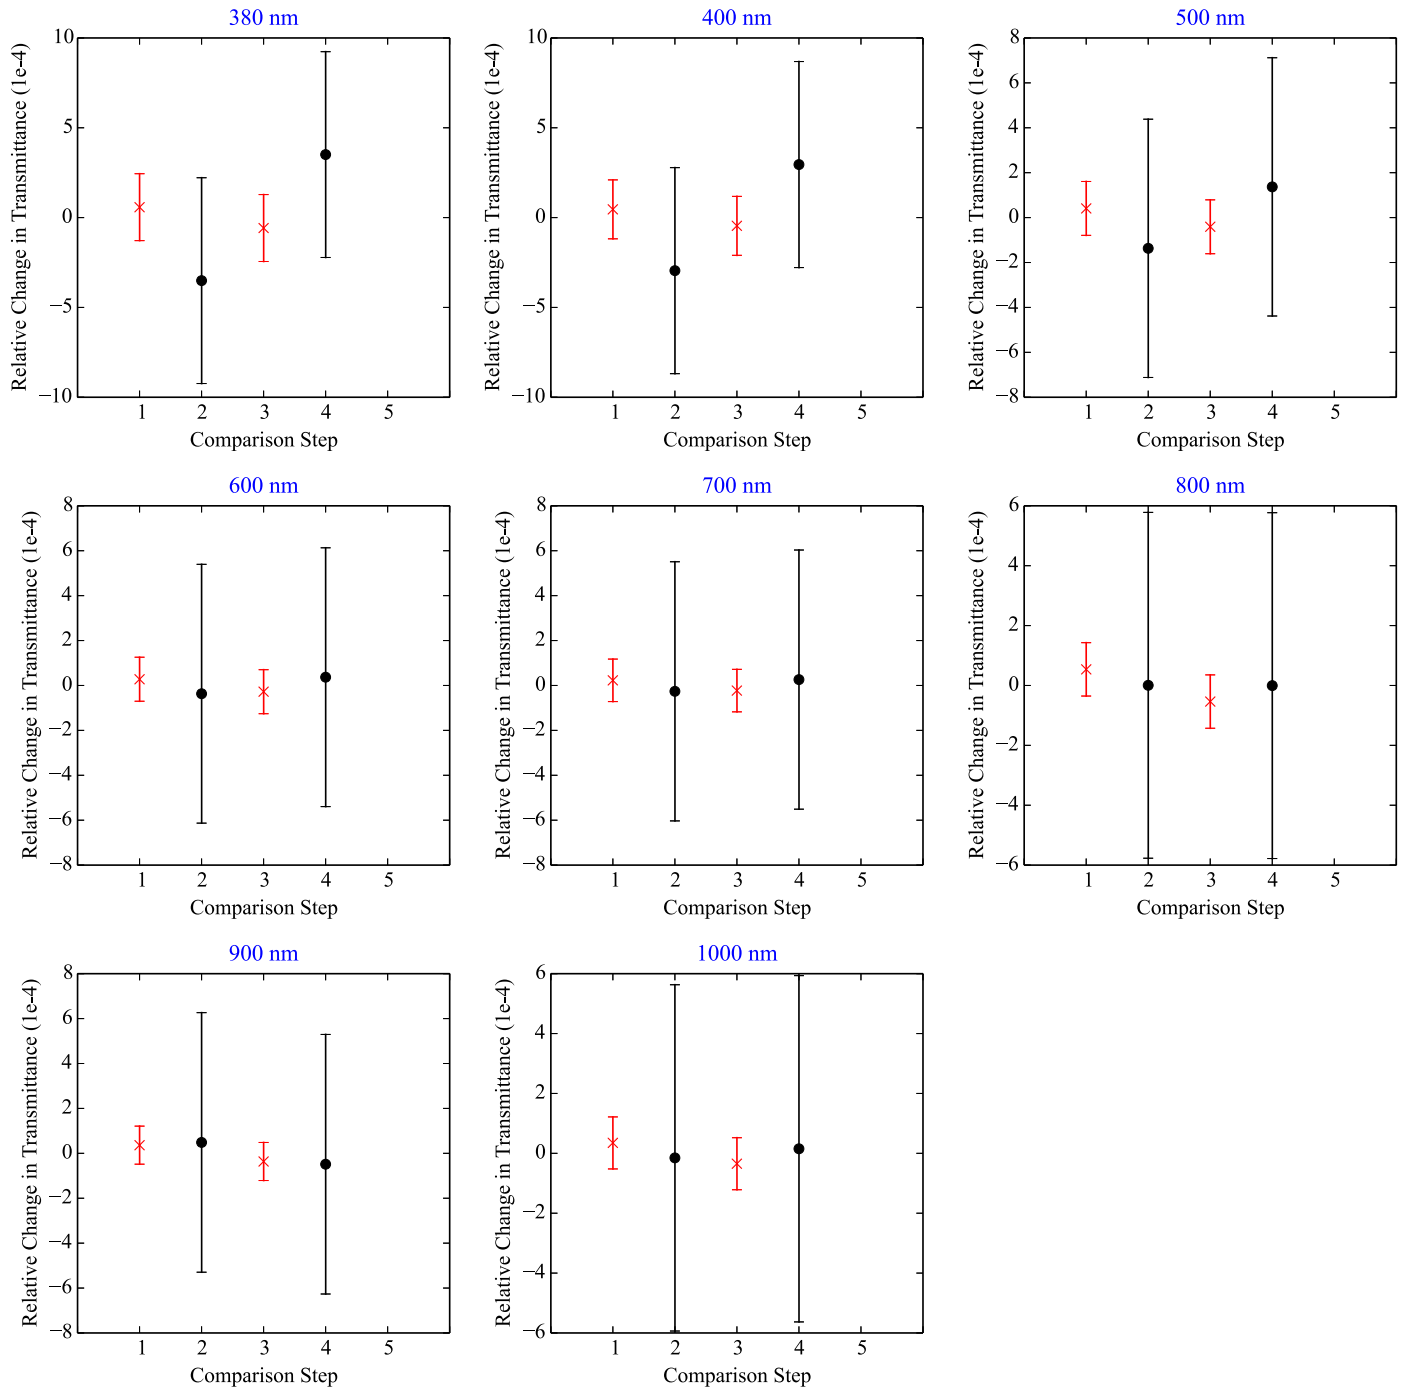 380 nm
Relative Change in Transmittance (1e-4)
10
5
0
−5
−10
1 2 3 4 5
Comparison Step
400 nm
Relative Change in Transmittance (1e-4)
10
5
0
−5
−10
1 2 3 4 5
Comparison Step
500 nm
Relative Change in Transmittance (1e-4)
8
6
4
2
0
−2
−4
−6
−8
1 2 3 4 5
Comparison Step
600 nm
Relative Change in Transmittance (1e-4)
8
6
4
2
0
−2
−4
−6
−8
1 2 3 4 5
Comparison Step
700 nm
Relative Change in Transmittance (1e-4)
8
6
4
2
0
−2
−4
−6
−8
1 2 3 4 5
Comparison Step
800 nm
Relative Change in Transmittance (1e-4)
6
4
2
0
−2
−4
−6
1 2 3 4 5
Comparison Step
900 nm
Relative Change in Transmittance (1e-4)
8
6
4
2
0
−2
−4
−6
−8
1 2 3 4 5
Comparison Step
1000 nm
Relative Change in Transmittance (1e-4)
6
4
2
0
−2
−4
−6
1 2 3 4 5
Comparison Step